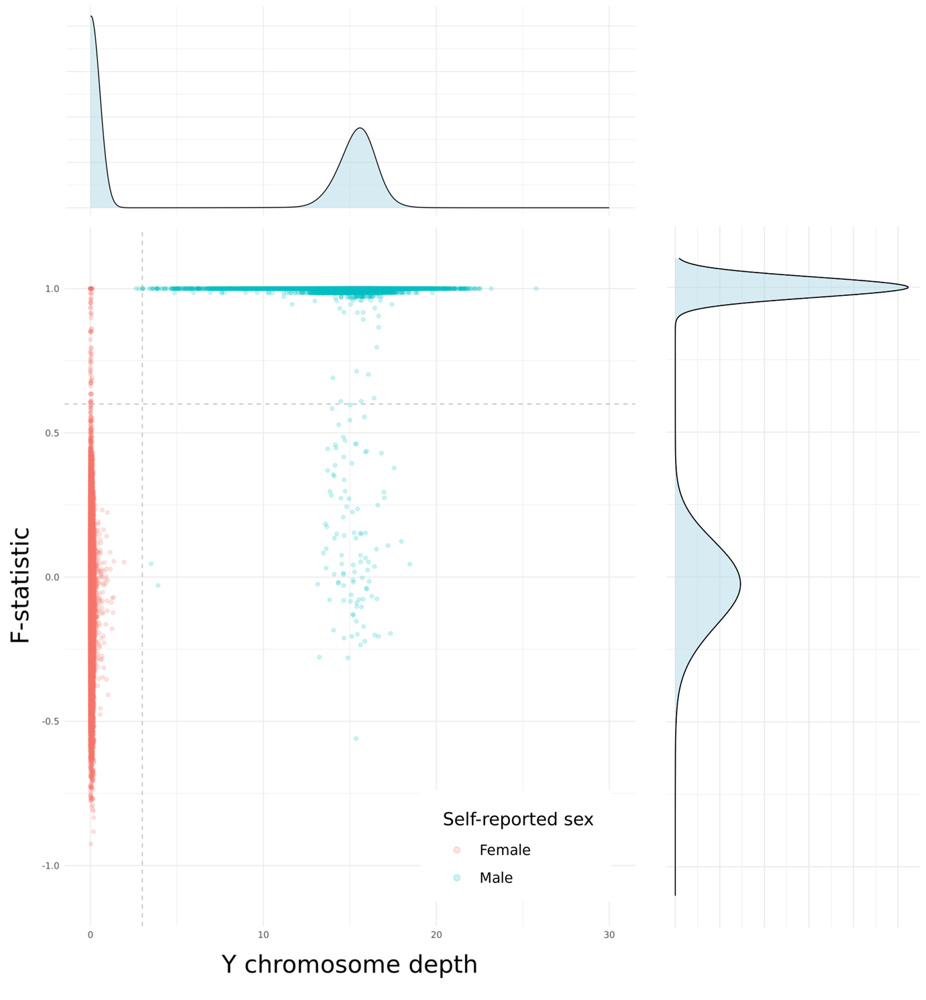 1.0
0.5
0.0
-0.5
-1.0
F-statistic
Self-reported sex
Female
Male
0 10 20 30
Y chromosome depth